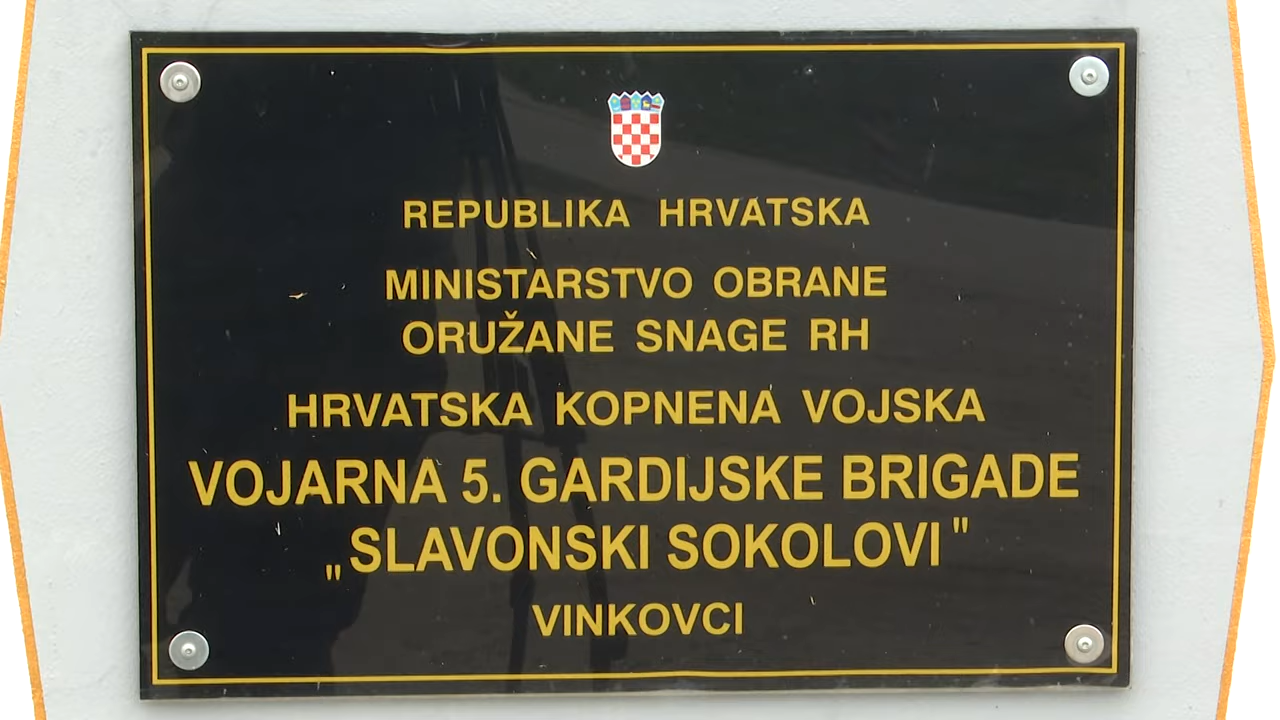 REPUBLIKA HRVATSKA
MINISTARSTVO OBRANE
ORUŽANE SNAGE RH
HRVATSKA KOPNENA VOJSKA
VOJARNA 5. GARDIJSKE BRIGADE
„SLAVONSKI SOKOLOVI"
VINKOVCI